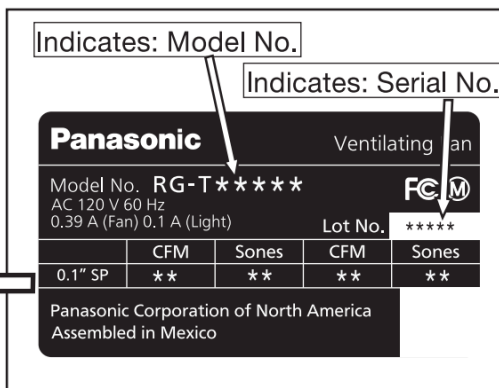 Indicates: Model No.
Indicates: Serial No.
Panasonic Ventilating Fan
Model No. RG-T*****
AC 120 V 60 Hz
0.39 A (Fan) 0.1 A (Light)
Lot No. *****
CFM Sones CFM Sones
0.1" SP ** ** ** **
Panasonic Corporation of North America
Assembled in Mexico